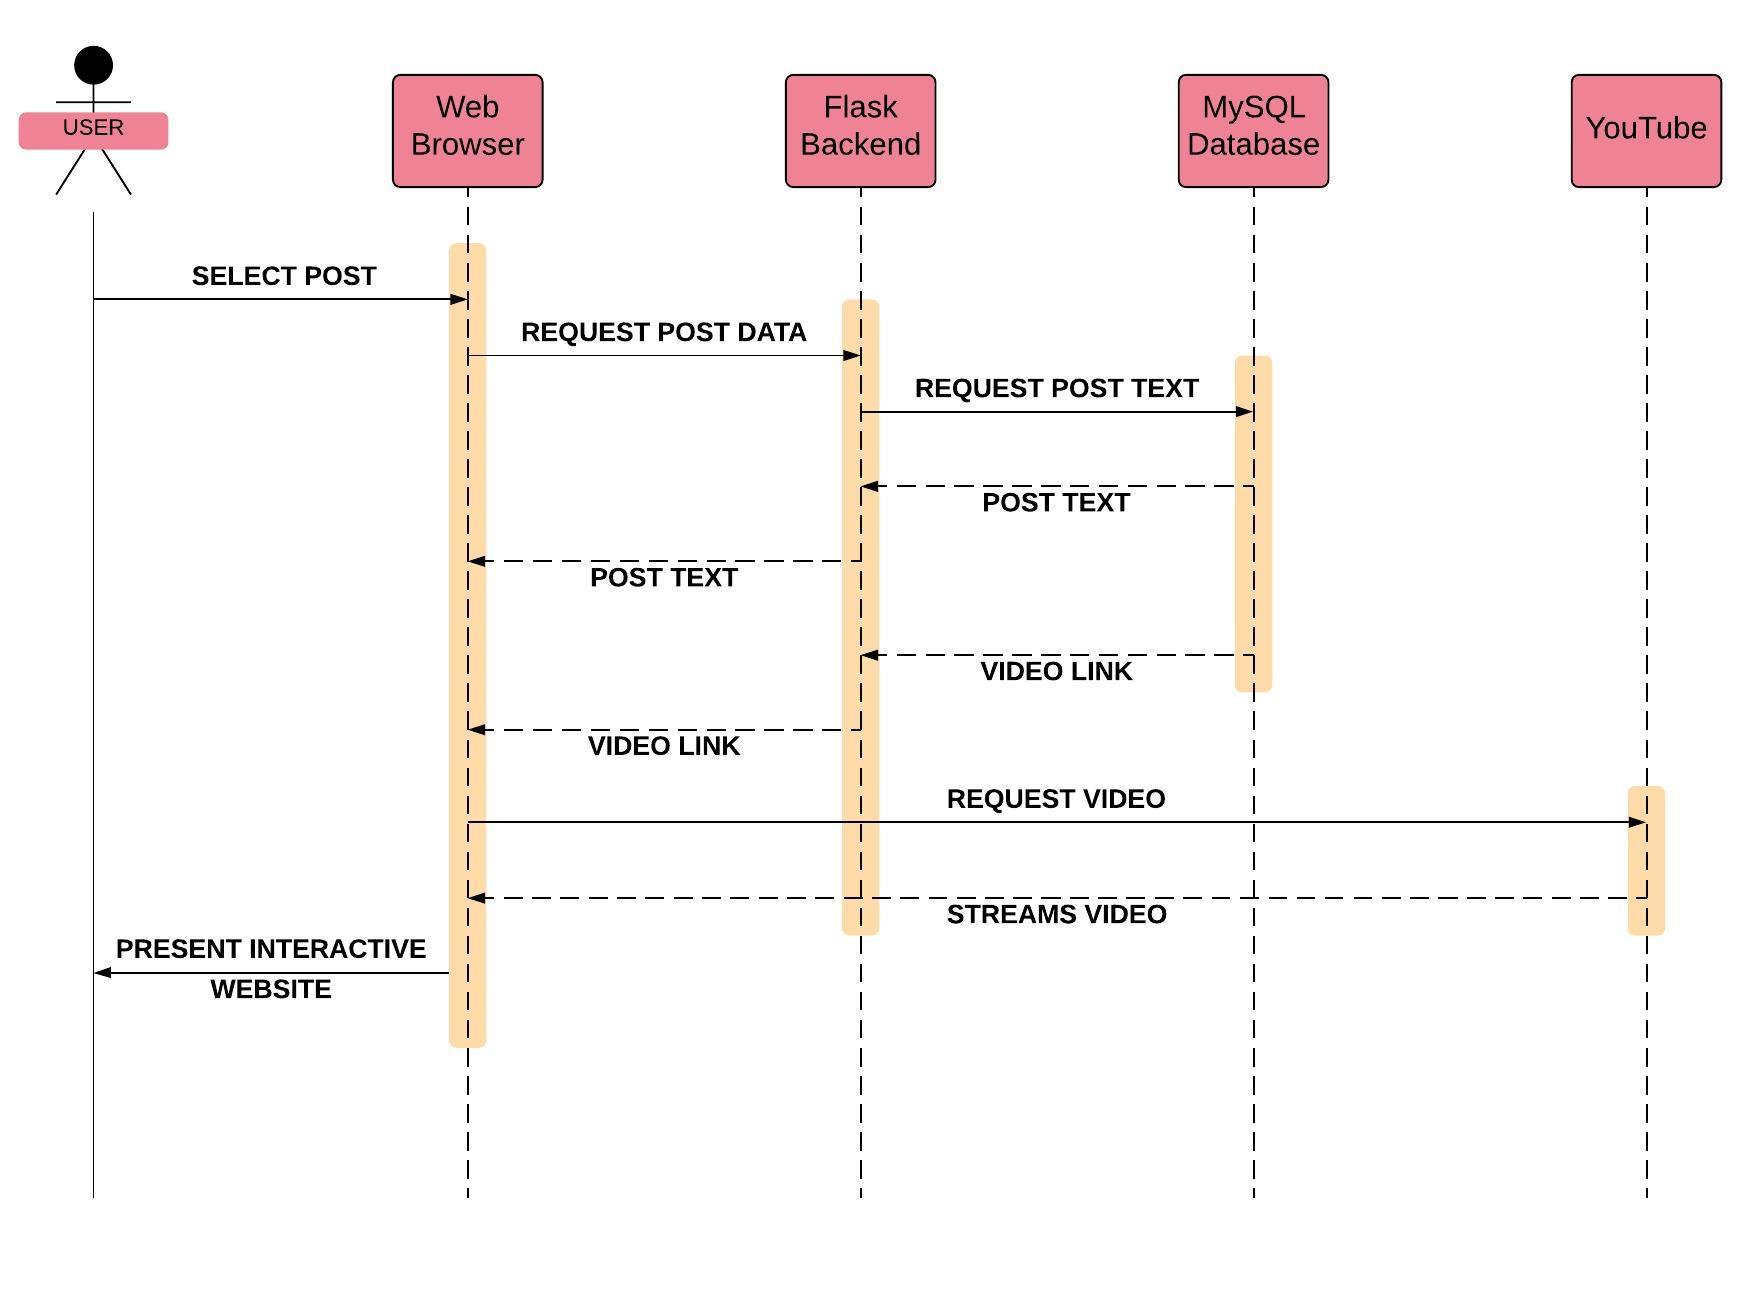 USER
Web
Browser
Flask
Backend
MySQL
Database
YouTube
SELECT POST
REQUEST POST DATA
REQUEST POST TEXT
POST TEXT
POST TEXT
VIDEO LINK
VIDEO LINK
REQUEST VIDEO
STREAMS VIDEO
PRESENT INTERACTIVE
WEBSITE